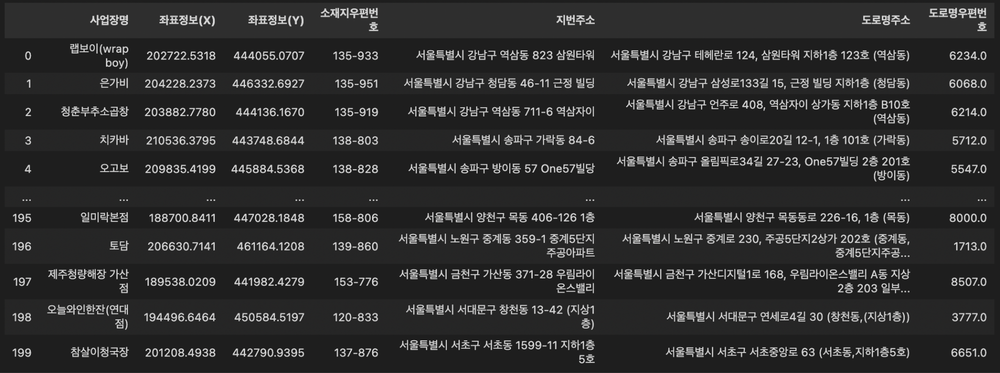 사업장명 좌표정보(X) 좌표정보(Y) 소재지우편번호 지번주소 도로명주소 도로명우편번호
0 랩보이(wrap boy) 202722.5318 444055.0707 135-933 서울특별시 강남구 역삼동 823 삼원타워 서울특별시 강남구 테헤란로 124, 삼원타워 지하1층 123호 (역삼동) 6234.0
1 은가비 204228.2373 446332.6927 135-951 서울특별시 강남구 청담동 46-11 근정 빌딩 서울특별시 강남구 삼성로133길 15, 근정 빌딩 지하1층 (청담동) 6068.0
2 청춘부추소곱창 203882.7780 444136.1670 135-919 서울특별시 강남구 역삼동 711-6 역삼자이 서울특별시 강남구 언주로 408, 역삼자이 상가동 지하1층 B10호 (역삼동) 6214.0
3 치카바 210536.3795 443748.6844 138-803 서울특별시 송파구 가락동 84-6 서울특별시 송파구 송이로20길 12-1, 1층 101호 (가락동) 5712.0
4 오고보 209835.4199 445884.5368 138-828 서울특별시 송파구 방이동 57 One57빌당 서울특별시 송파구 올림픽로34길 27-23, One57빌딩 2층 201호 (방이동) 5547.0
... ... ... ... ... ... ... ...
195 일미락본점 188700.8411 447028.1848 158-806 서울특별시 양천구 목동 406-126 1층 서울특별시 양천구 목동동로 226-16, 1층 (목동) 8000.0
196 토담 206630.7141 461164.1208 139-860 서울특별시 노원구 중계동 359-1 중계5단지 주공아파트 서울특별시 노원구 중계로 230, 주공5단지2상가 202호 (중계동, 중계5단지주공... 1713.0
197 제주청량해장 가산점 189538.0209 441982.4279 153-776 서울특별시 금천구 가산동 371-28 우림라이온스밸리 서울특별시 금천구 가산디지털1로 168, 우림라이온스밸리 A동 지상2층 203 일부... 8507.0
198 오늘와인한잔(연대점) 194496.6464 450584.5197 120-833 서울특별시 서대문구 창천동 13-42 (지상1층) 서울특별시 서대문구 연세로4길 30 (창천동,(지상1층)) 3777.0
199 참살이청국장 201208.4938 442790.9395 137-876 서울특별시 서초구 서초동 1599-11 지하1층 5호 서울특별시 서초구 서초중앙로 63 (서초동,지하1층5호) 6651.0